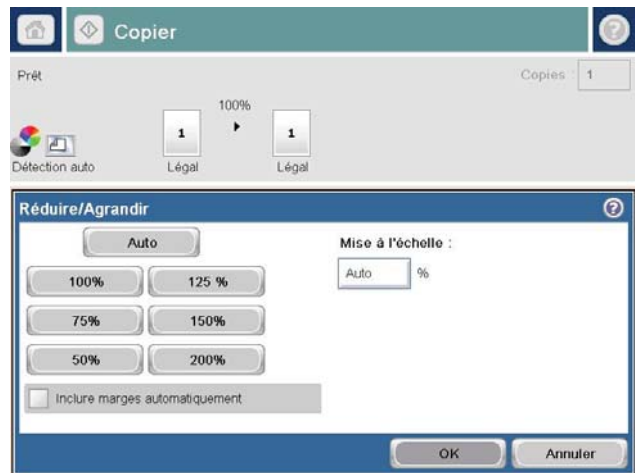 Copier
Prêt
Copies : 1
100%
1 1
Détection auto Légal Légal
Réduire/Agrandir
Auto
Mise à l'échelle :
Auto %
100% 125 %
75% 150%
50% 200%
Inclure marges automatiquement
OK Annuler